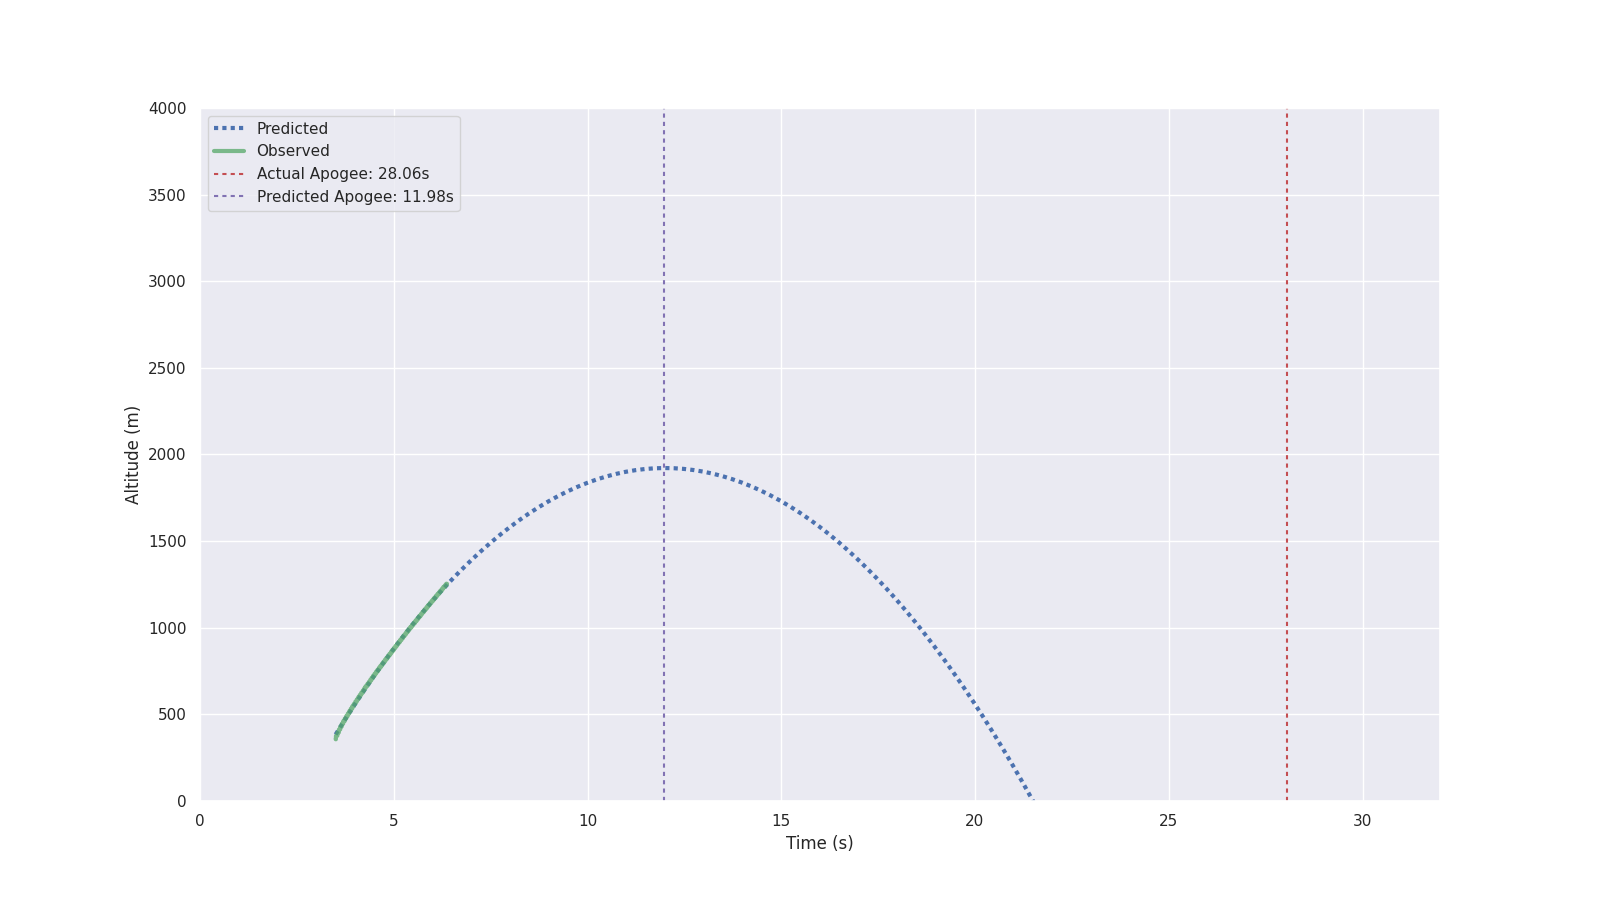 4000
3500
3000
2500
2000
1500
1000
500
0
Altitude (m)
Predicted
Observed
Actual Apogee: 28.06s
Predicted Apogee: 11.98s
0 5 10 15 20 25 30
Time (s)